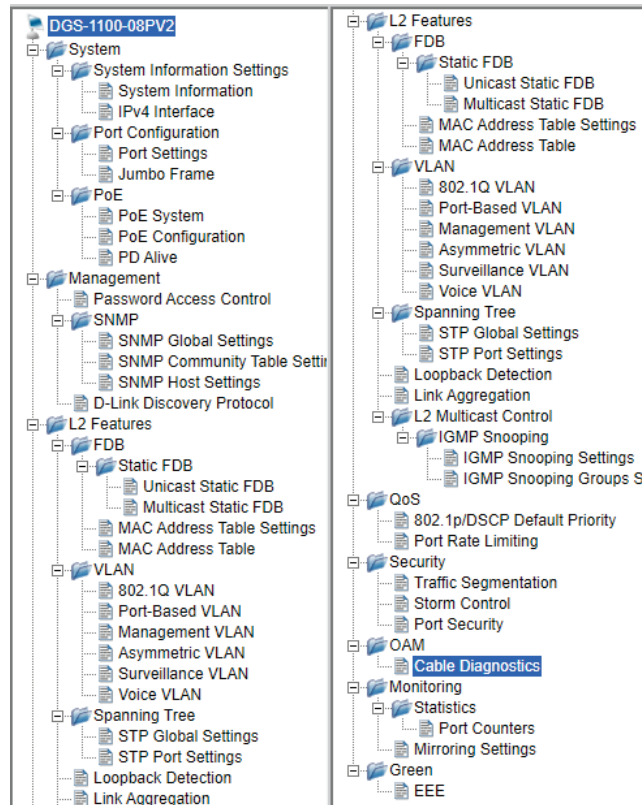 DGS-1100-08PV2
System
System Information Settings
System Information
IPv4 Interface
Port Configuration
Port Settings
Jumbo Frame
PoE
PoE System
PoE Configuration
PD Alive
Management
Password Access Control
SNMP
SNMP Global Settings
SNMP Community Table Settin
SNMP Host Settings
D-Link Discovery Protocol
L2 Features
FDB
Static FDB
Unicast Static FDB
Multicast Static FDB
MAC Address Table Settings
MAC Address Table
VLAN
802.1Q VLAN
Port-Based VLAN
Management VLAN
Asymmetric VLAN
Surveillance VLAN
Voice VLAN
Spanning Tree
STP Global Settings
STP Port Settings
Loopback Detection
Link Aggregation
L2 Features
FDB
Static FDB
Unicast Static FDB
Multicast Static FDB
MAC Address Table Settings
MAC Address Table
VLAN
802.1Q VLAN
Port-Based VLAN
Management VLAN
Asymmetric VLAN
Surveillance VLAN
Voice VLAN
Spanning Tree
STP Global Settings
STP Port Settings
Loopback Detection
Link Aggregation
L2 Multicast Control
IGMP Snooping
IGMP Snooping Settings
IGMP Snooping Groups S
QoS
802.1p/DSCP Default Priority
Port Rate Limiting
Security
Traffic Segmentation
Storm Control
Port Security
OAM
Cable Diagnostics
Monitoring
Statistics
Port Counters
Mirroring Settings
Green
EEE